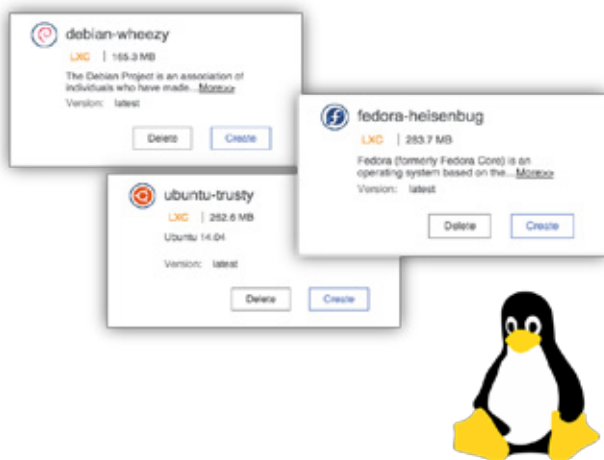 debian-wheezy
LXC | 165.3 MB
The Debian Project is an association of
individuals who have made...More>>
Version: latest
Delete Create
fedora-heisenbug
LXC | 283.7 MB
Fedora (formerly Fedora Core) is an
operating system based on the...More>>
Version: latest
Delete Create
ubuntu-trusty
LXC | 262.6 MB
Ubuntu 14.04
Version: latest
Delete Create